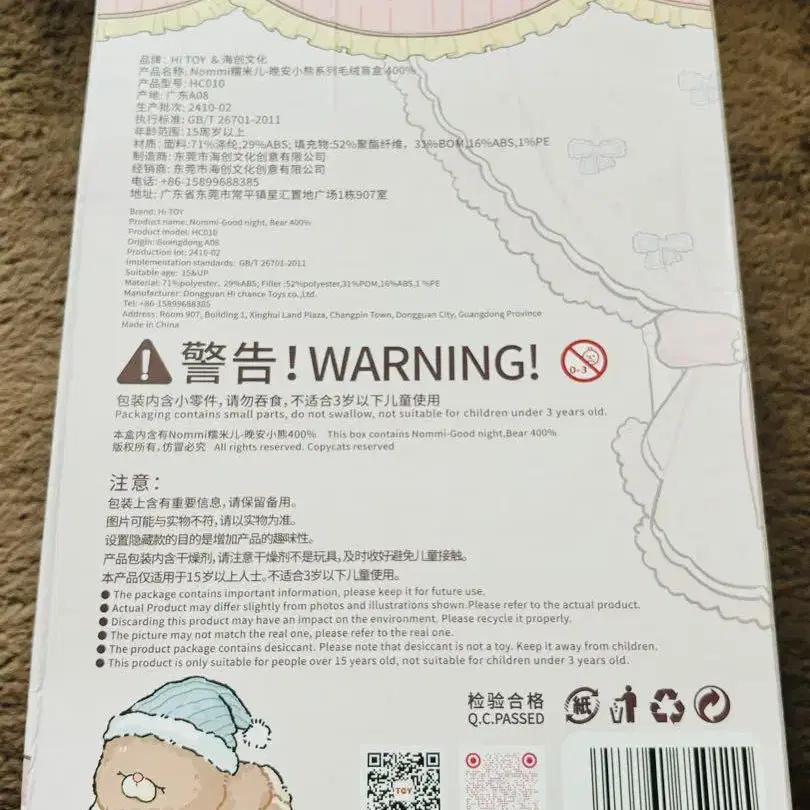 品牌: Hi TOY & 海创文化
产品名称: Nommi糯米儿-晚安小熊系列毛绒盲盒 400%
产品型号: HC010
产地: 广东A08
生产批次: 2410-02
执行标准: GB/T 26701-2011
年龄范围: 15周岁以上
材质: 面料:71%涤纶,29%ABS; 填充物:52%聚酯纤维, 31%POM,16%ABS,1%PE
制造商: 东莞市海创文化创意有限公司
经销商: 东莞市海创文化创意有限公司
电话: +86-15899688385
地址: 广东省东莞市常平镇星汇置地广场1栋907室
Brand: Hi TOY
Product name: Nommi-Good night, Bear 400%
Product model: HC010
Origin: Guangdong A08
Production lot: 2410-02
Implementation standards: GB/T 26701-2011
Suitable age: 15&UP
Material: 71%polyester, 29%ABS; Filler :52%polyester,31%POM,16%ABS,1 %PE
Manufacturer: Dongguan Hi chance Toys co.,Ltd.
Tel: +86-15899688385
Address: Room 907, Building 1, Xinghui Land Plaza, Changpin Town, Dongguan City, Guangdong Province
Made in China
警告! WARNING!
0-3
包装内含小零件,请勿吞食,不适合3岁以下儿童使用
Packaging contains small parts, do not swallow, not suitable for children under 3 years old.
本盒内含有Nommi糯米儿-晚安小熊400% This box contains Nommi-Good night,Bear 400%
版权所有, 仿冒必究 All rights reserved. Copycats reserved
注意:
包装上含有重要信息,请保留备用。
图片可能与实物不符,请以实物为准。
设置隐藏款的目的是增加产品的趣味性。
产品包装内含干燥剂,请注意干燥剂不是玩具,及时收好避免儿童接触。
本产品仅适用于15岁以上人士。不适合3岁以下儿童使用。
● The package contains important information, please keep it for future use.
● Actual Product may differ slightly from photos and illustrations shown.Please refer to the actual product.
● Discarding this product may have an impact on the environment. Please recycle it properly.
● The picture may not match the real one, please refer to the real one.
● The product package contains desiccant. Please note that desiccant is not a toy. Keep it away from children.
● This product is only suitable for people over 15 years old, not suitable for children under 3 years old.
检验合格
Q.C.PASSED
紙
TOY